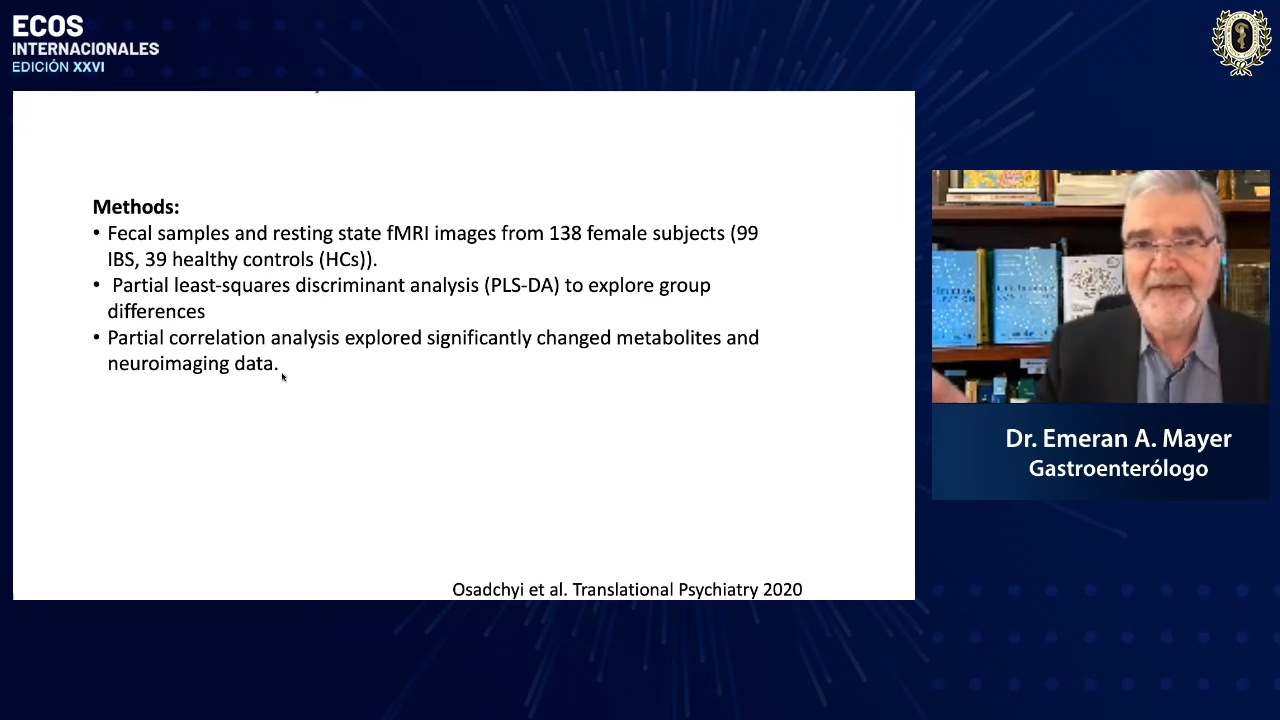 ECOS
INTERNACIONALES
EDICIÓN XXVI
Methods:
• Fecal samples and resting state fMRI images from 138 female subjects (99
IBS, 39 healthy controls (HCs)).
• Partial least-squares discriminant analysis (PLS-DA) to explore group
differences
• Partial correlation analysis explored significantly changed metabolites and
neuroimaging data.
Osadchyi et al. Translational Psychiatry 2020
Dr. Emeran A. Mayer
Gastroenterólogo